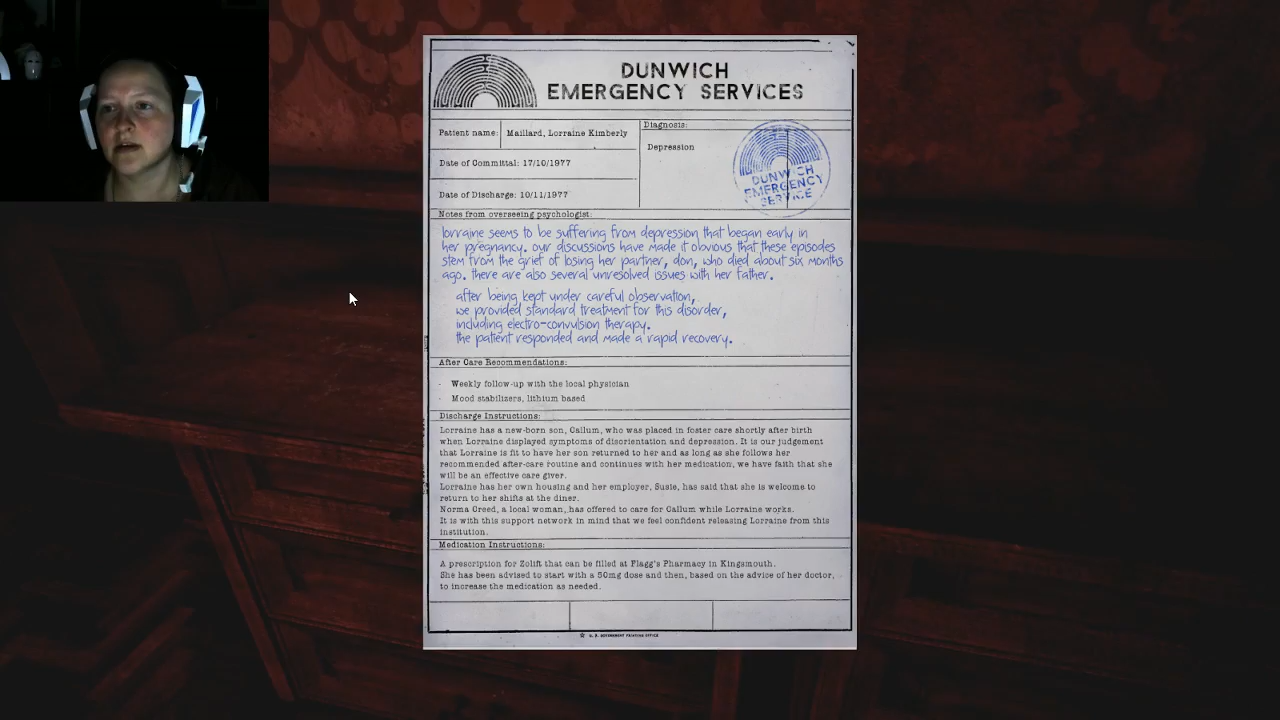 DUNWICH
EMERGENCY SERVICES
Patient name: Maillard, Lorraine Kimberly
Diagnosis:
Depression
Date of Committal: 17/10/1977
Date of Discharge: 10/11/1977
DUNWICH
EMERGENCY
SERVICE
Notes from overseeing psychologist:
lorraine seems to be suffering from depression that began early in
her pregnancy. our discussions have made it obvious that these episodes
stem from the grief of losing her partner, don, who died about six months
ago. there are also several unresolved issues with her father.
after being kept under careful observation,
we provided standard treatment for this disorder,
including electro-convulsion therapy.
the patient responded and made a rapid recovery.
After Care Recommendations:
- Weekly follow-up with the local physician
- Mood stabilizers, lithium based
Discharge Instructions:
Lorraine has a new-born son, Callum, who was placed in foster care shortly after birth
when Lorraine displayed symptoms of disorientation and depression. It is our judgement
that Lorraine is fit to have her son returned to her and as long as she follows her
recommended after-care routine and continues with her medication, we have faith that she
will be an effective care giver.
Lorraine has her own housing and her employer, Susie, has said that she is welcome to
return to her shifts at the diner.
Norma Creed, a local woman, has offered to care for Callum while Lorraine works.
It is with this support network in mind that we feel confident releasing Lorraine from this
institution.
Medication Instructions:
A prescription for Zolift that can be filled at Flagg's Pharmacy in Kingsmouth.
She has been advised to start with a 50mg dose and then, based on the advice of her doctor,
to increase the medication as needed.
GOVERNMENT PRINTING OFFICE